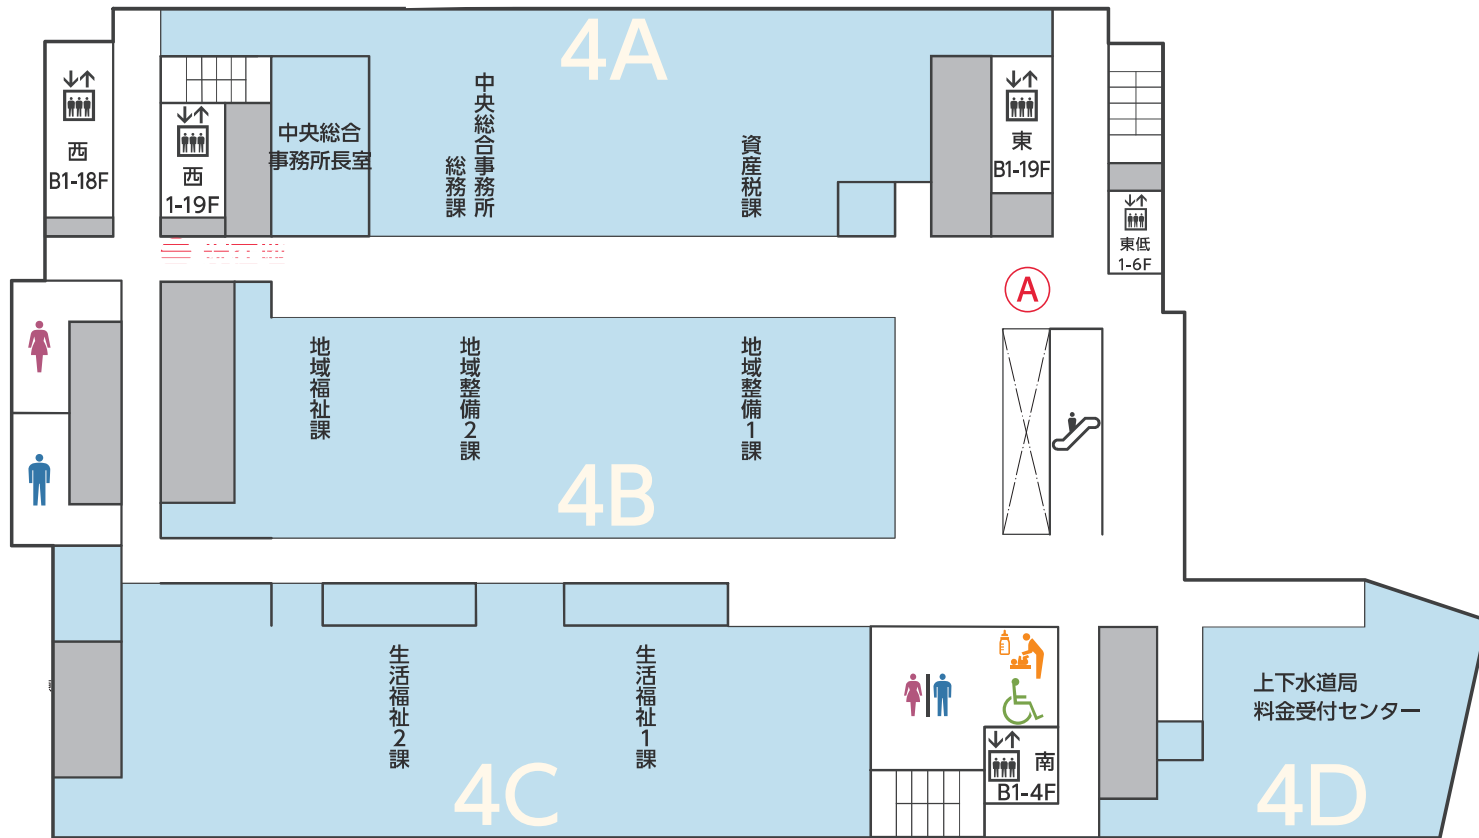 4A
西
B1-18F
西
1-19F
中央総合
事務所長室
中央総合事務所
総務課
資産税課
東
B1-19F
東低
1-6F
A
地域福祉課
地域整備2課
地域整備1課
4B
生活福祉2課
生活福祉1課
4C
南
B1-4F
上下水道局
料金受付センター
4D